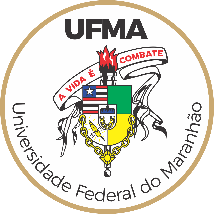 UFMA
A VIDA É COMBATE
Universidade Federal do Maranhão